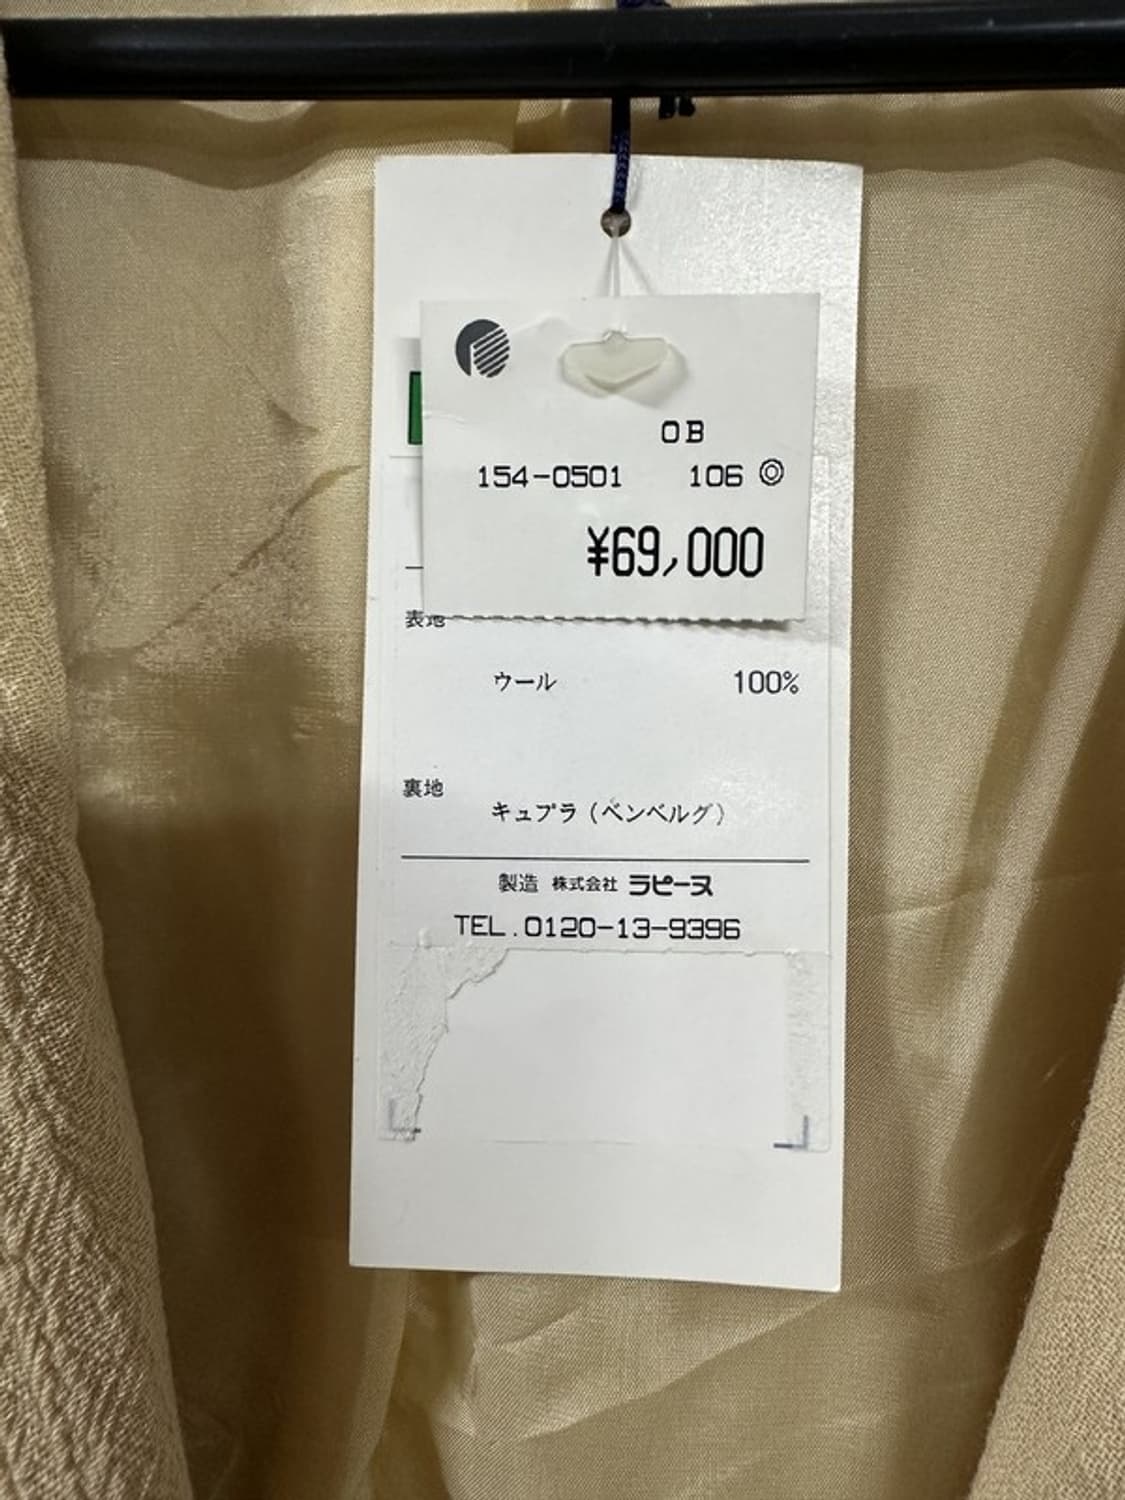 OB
154-0501 106 ◎
¥69,000
表地
ウール 100%
裏地
キュプラ(ベンベルグ)
製造 株式会社 ラピーヌ
TEL.0120-13-9396